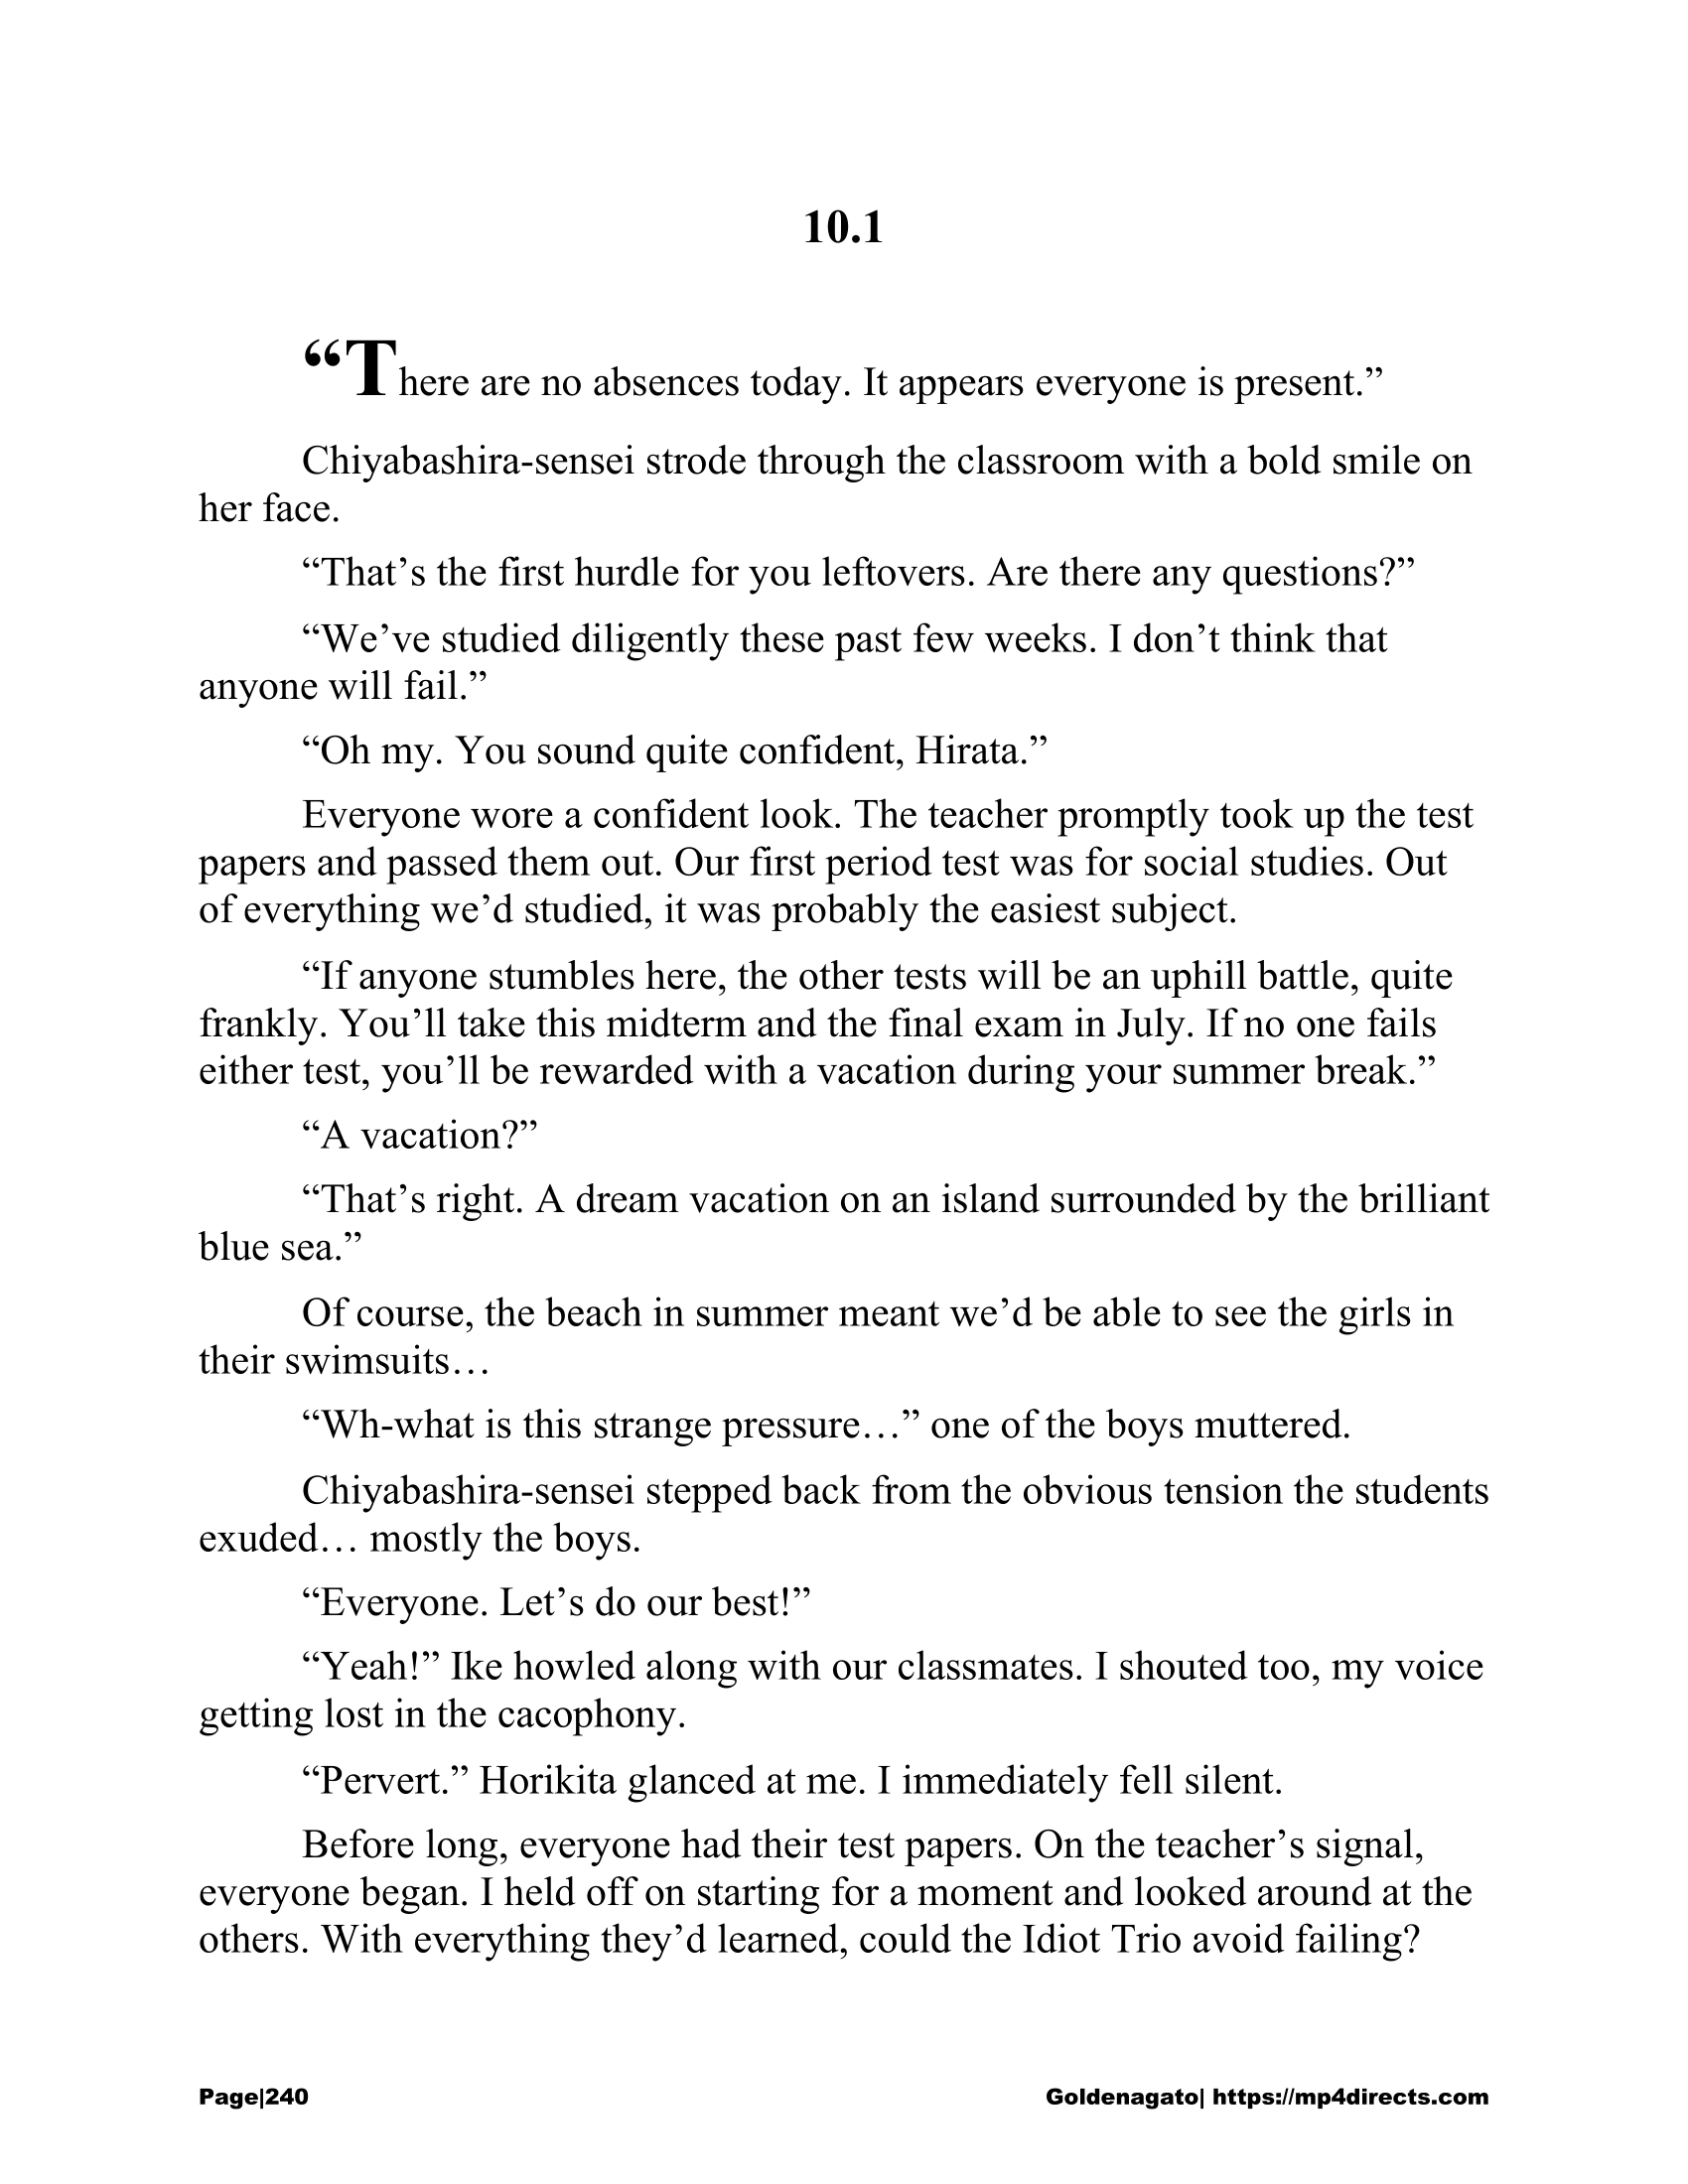 10.1
“There are no absences today. It appears everyone is present.”
Chiyabashira-sensei strode through the classroom with a bold smile on
her face.
“That’s the first hurdle for you leftovers. Are there any questions?”
“We’ve studied diligently these past few weeks. I don’t think that
anyone will fail.”
“Oh my. You sound quite confident, Hirata.”
Everyone wore a confident look. The teacher promptly took up the test
papers and passed them out. Our first period test was for social studies. Out
of everything we’d studied, it was probably the easiest subject.
“If anyone stumbles here, the other tests will be an uphill battle, quite
frankly. You’ll take this midterm and the final exam in July. If no one fails
either test, you’ll be rewarded with a vacation during your summer break.”
“A vacation?”
“That’s right. A dream vacation on an island surrounded by the brilliant
blue sea.”
Of course, the beach in summer meant we’d be able to see the girls in
their swimsuits…
“Wh-what is this strange pressure…” one of the boys muttered.
Chiyabashira-sensei stepped back from the obvious tension the students
exuded… mostly the boys.
“Everyone. Let’s do our best!”
“Yeah!” Ike howled along with our classmates. I shouted too, my voice
getting lost in the cacophony.
“Pervert.” Horikita glanced at me. I immediately fell silent.
Before long, everyone had their test papers. On the teacher’s signal,
everyone began. I held off on starting for a moment and looked around at the
others. With everything they’d learned, could the Idiot Trio avoid failing?
Page|240 Goldenagato| https://mp4directs.com